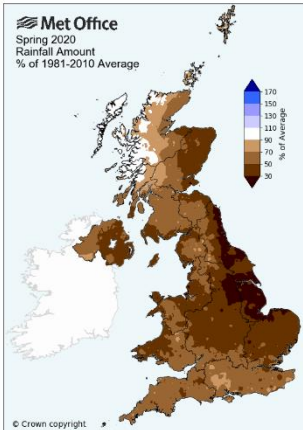 Met Office
Spring 2020
Rainfall Amount
% of 1981-2010 Average
170
150
130
110
90
70
50
30
% of Average
© Crown copyright